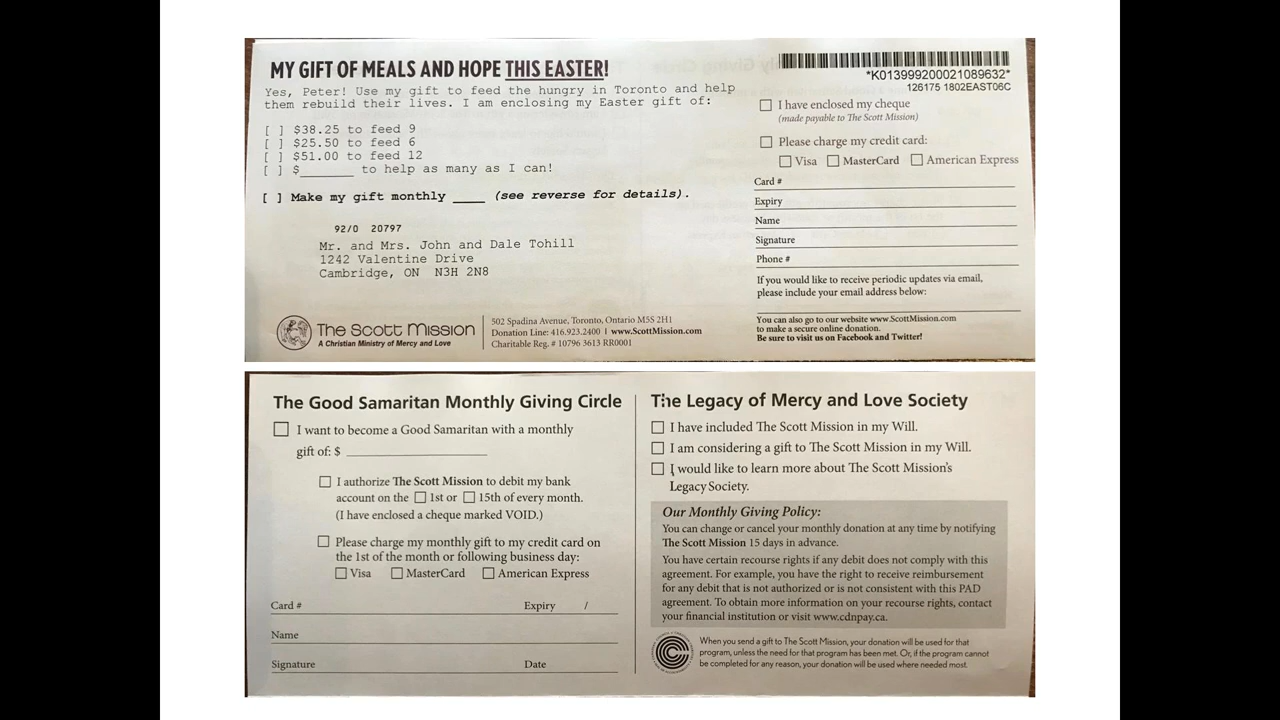 MY GIFT OF MEALS AND HOPE THIS EASTER!
Yes, Peter! Use my gift to feed the hungry in Toronto and help
them rebuild their lives. I am enclosing my Easter gift of:
[ ] $38.25 to feed 9
[ ] $25.50 to feed 6
[ ] $51.00 to feed 12
[ ] $_______ to help as many as I can!
[ ] Make my gift monthly ____ (see reverse for details).
92/0 20797
Mr. and Mrs. John and Dale Tohill
1242 Valentine Drive
Cambridge, ON N3H 2N8
The Scott Mission
A Christian Ministry of Mercy and Love
502 Spadina Avenue, Toronto, Ontario M5S 2H1
Donation Line: 416.923.2400 | www.ScottMission.com
Charitable Reg. # 10796 3613 RR0001
*K013999200021089632*
126175 1802EAST06C
I have enclosed my cheque
(made payable to The Scott Mission)
Please charge my credit card:
Visa MasterCard American Express
Card #
Expiry
Name
Signature
Phone #
If you would like to receive periodic updates via email,
please include your email address below:
You can also go to our website www.ScottMission.com
to make a secure online donation.
Be sure to visit us on Facebook and Twitter!
The Good Samaritan Monthly Giving Circle
I want to become a Good Samaritan with a monthly
gift of: $
I authorize The Scott Mission to debit my bank
account on the 1st or 15th of every month.
(I have enclosed a cheque marked VOID.)
Please charge my monthly gift to my credit card on
the 1st of the month or following business day:
Visa MasterCard American Express
Card # Expiry /
Name
Signature Date
The Legacy of Mercy and Love Society
I have included The Scott Mission in my Will.
I am considering a gift to The Scott Mission in my Will.
I would like to learn more about The Scott Mission's
Legacy Society.
Our Monthly Giving Policy:
You can change or cancel your monthly donation at any time by notifying
The Scott Mission 15 days in advance.
You have certain recourse rights if any debit does not comply with this
agreement. For example, you have the right to receive reimbursement
for any debit that is not authorized or is not consistent with this PAD
agreement. To obtain more information on your recourse rights, contact
your financial institution or visit www.cdnpay.ca.
When you send a gift to The Scott Mission, your donation will be used for that
program, unless the need for that program has been met. Or, if the program cannot
be completed for any reason, your donation will be used where needed most.